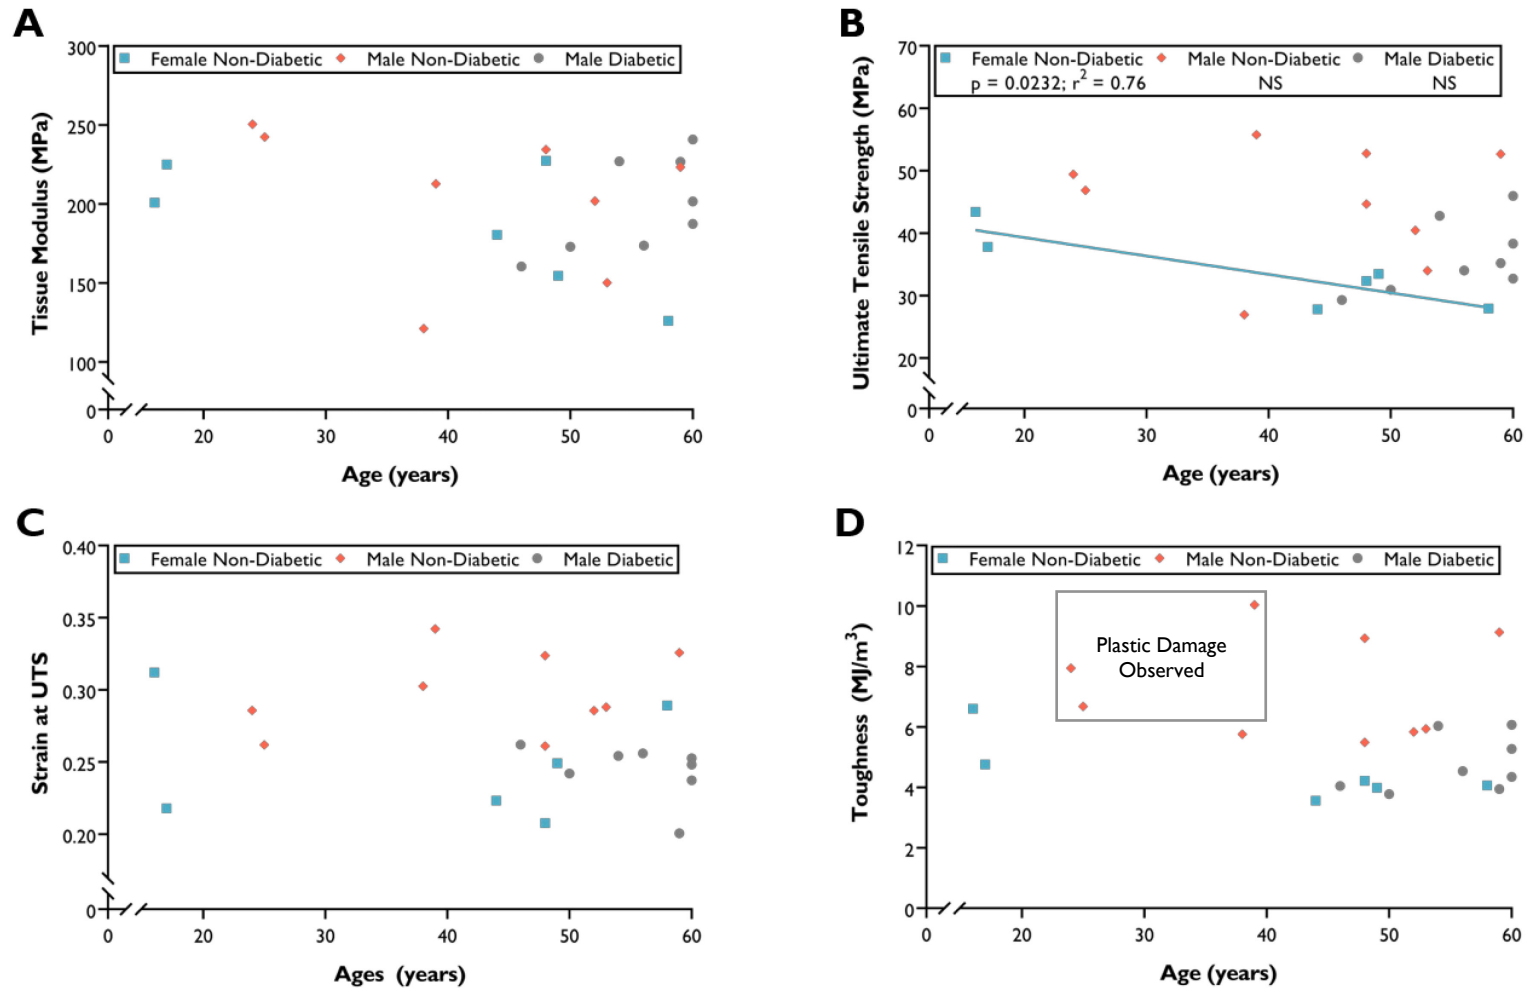 A
Female Non-Diabetic Male Non-Diabetic Male Diabetic
300
250
200
150
100
0
Tissue Modulus (MPa)
0 20 30 40 50 60
Age (years)
B
Female Non-Diabetic Male Non-Diabetic Male Diabetic
p = 0.0232; r² = 0.76 NS NS
70
60
50
40
30
20
0
Ultimate Tensile Strength (MPa)
0 20 30 40 50 60
Age (years)
C
Female Non-Diabetic Male Non-Diabetic Male Diabetic
0.40
0.35
0.30
0.25
0.20
0
Strain at UTS
0 20 30 40 50 60
Ages (years)
D
Female Non-Diabetic Male Non-Diabetic Male Diabetic
12
10
8
6
4
2
0
Toughness (MJ/m³)
Plastic Damage
Observed
0 20 30 40 50 60
Age (years)